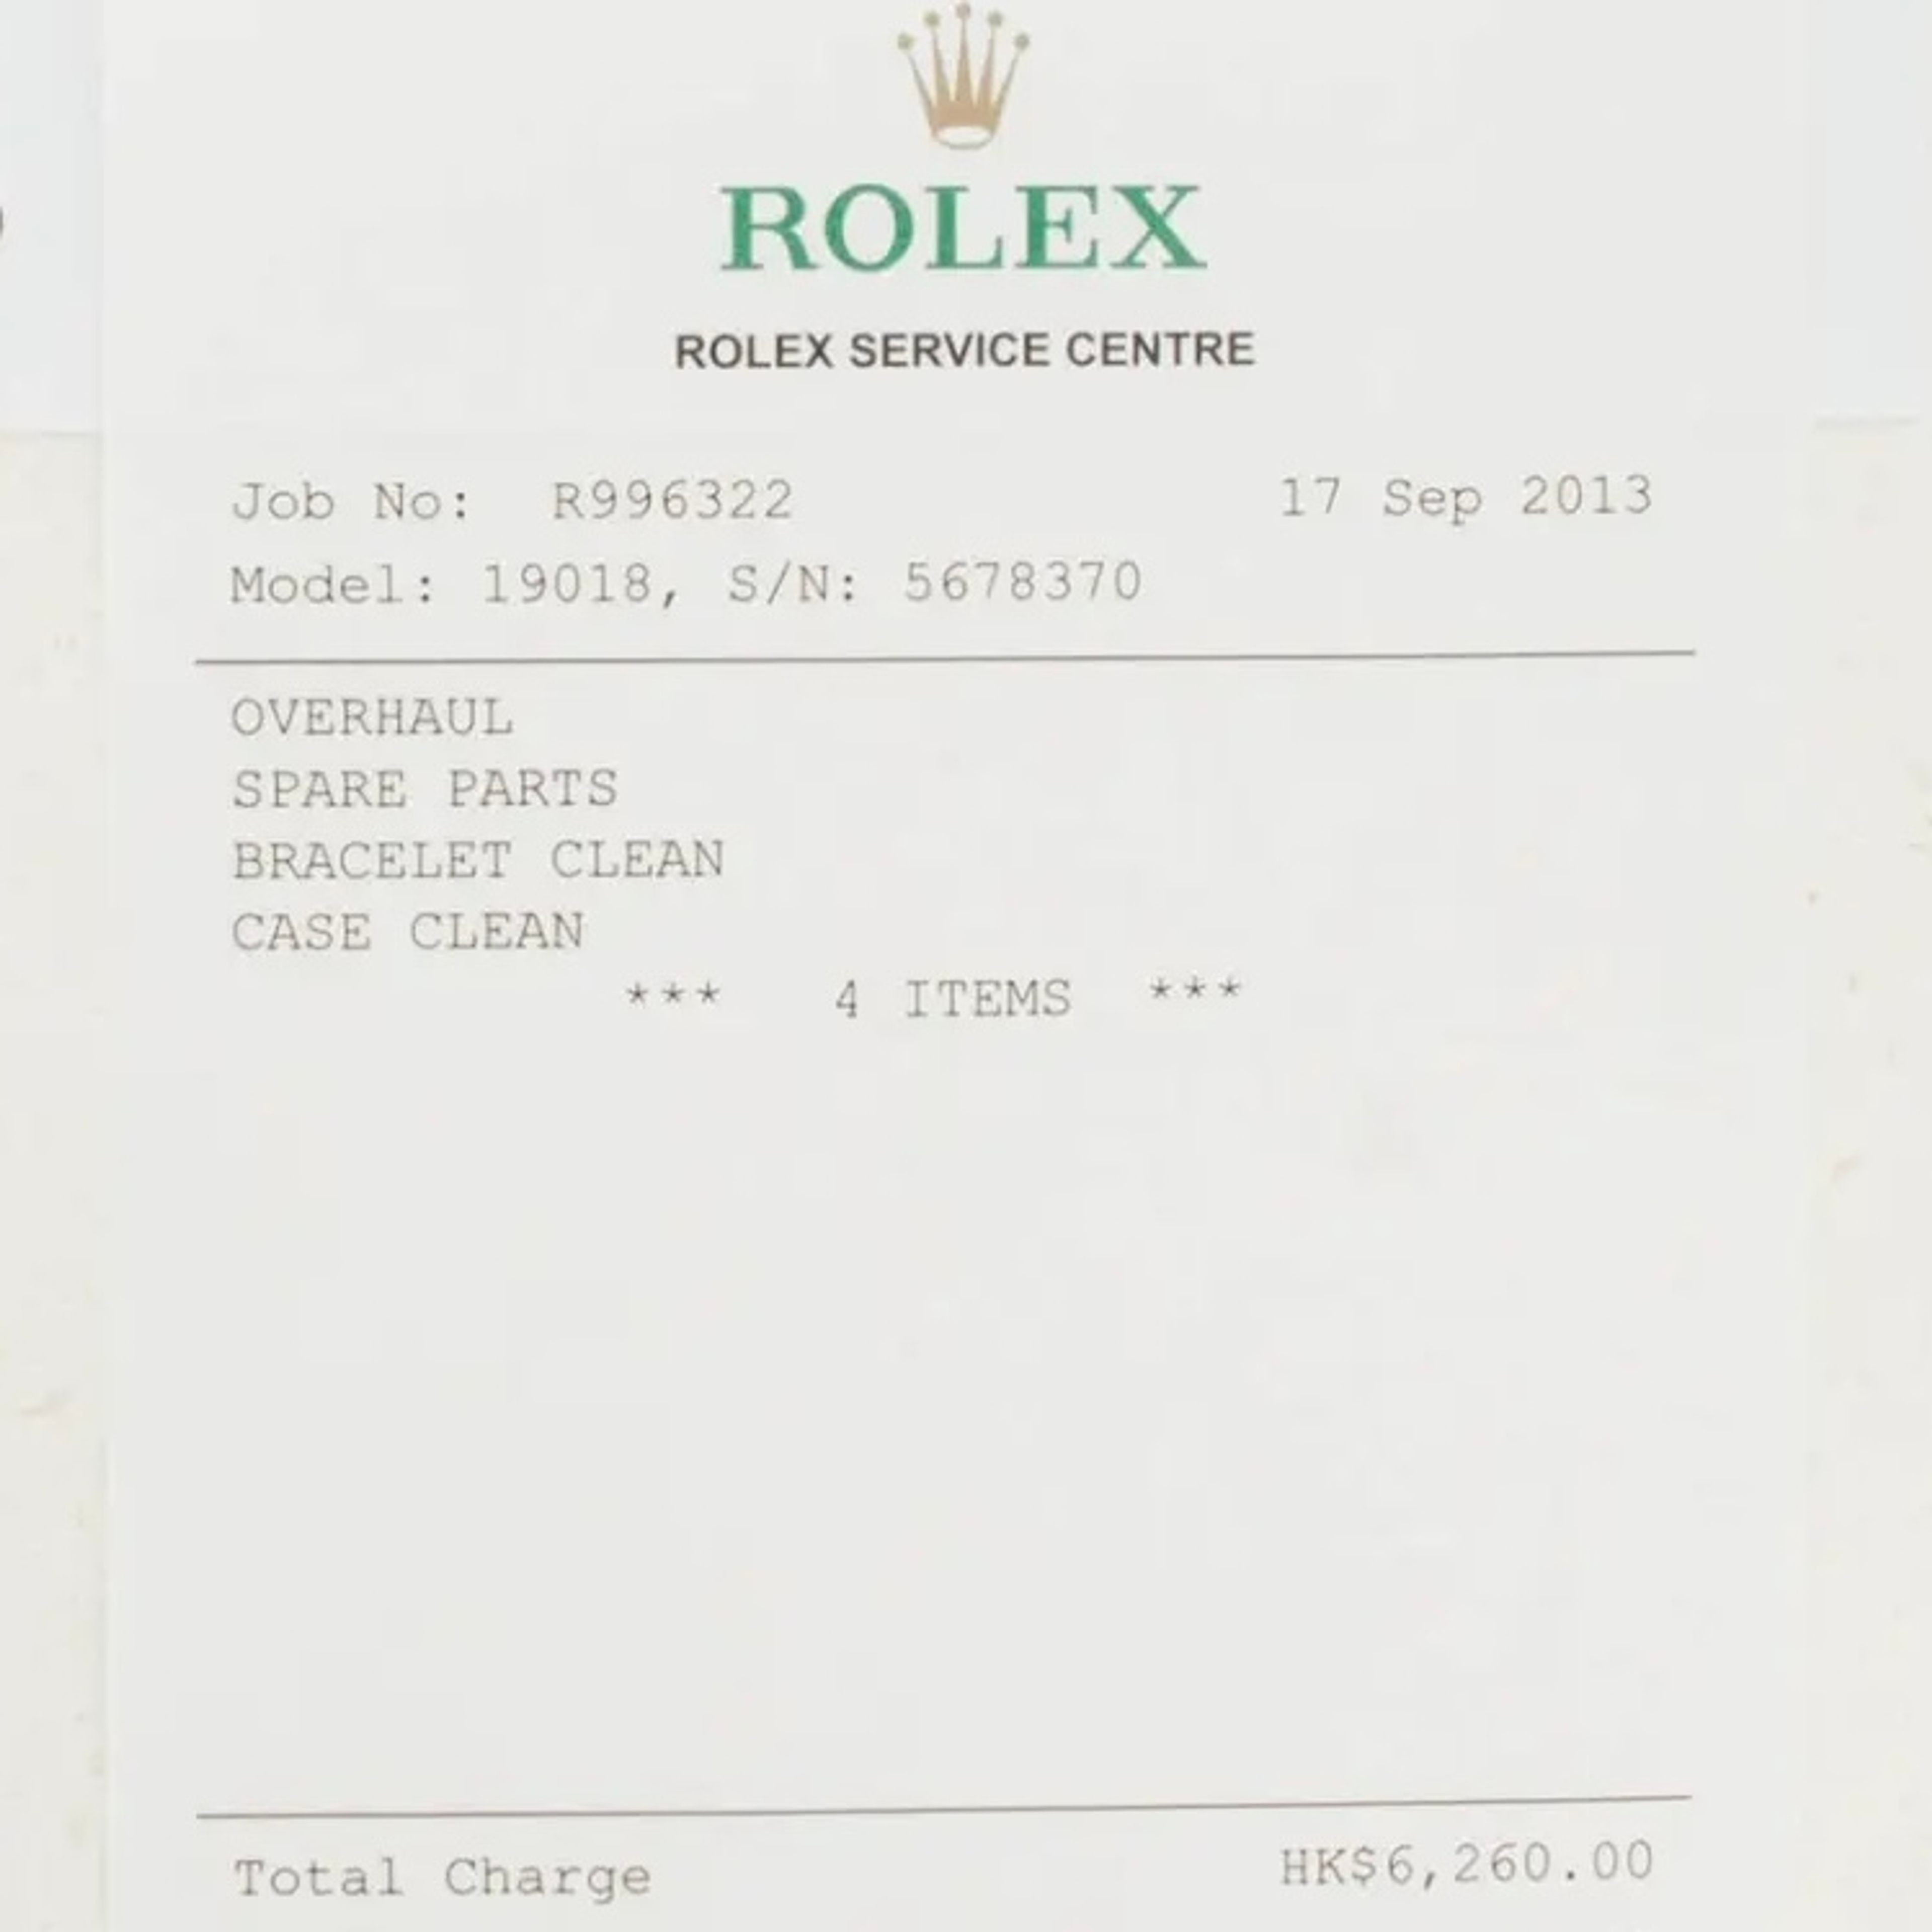 ROLEX
ROLEX SERVICE CENTRE
Job No: R996322 17 Sep 2013
Model: 19018, S/N: 5678370
OVERHAUL
SPARE PARTS
BRACELET CLEAN
CASE CLEAN
*** 4 ITEMS ***
Total Charge HK$6,260.00